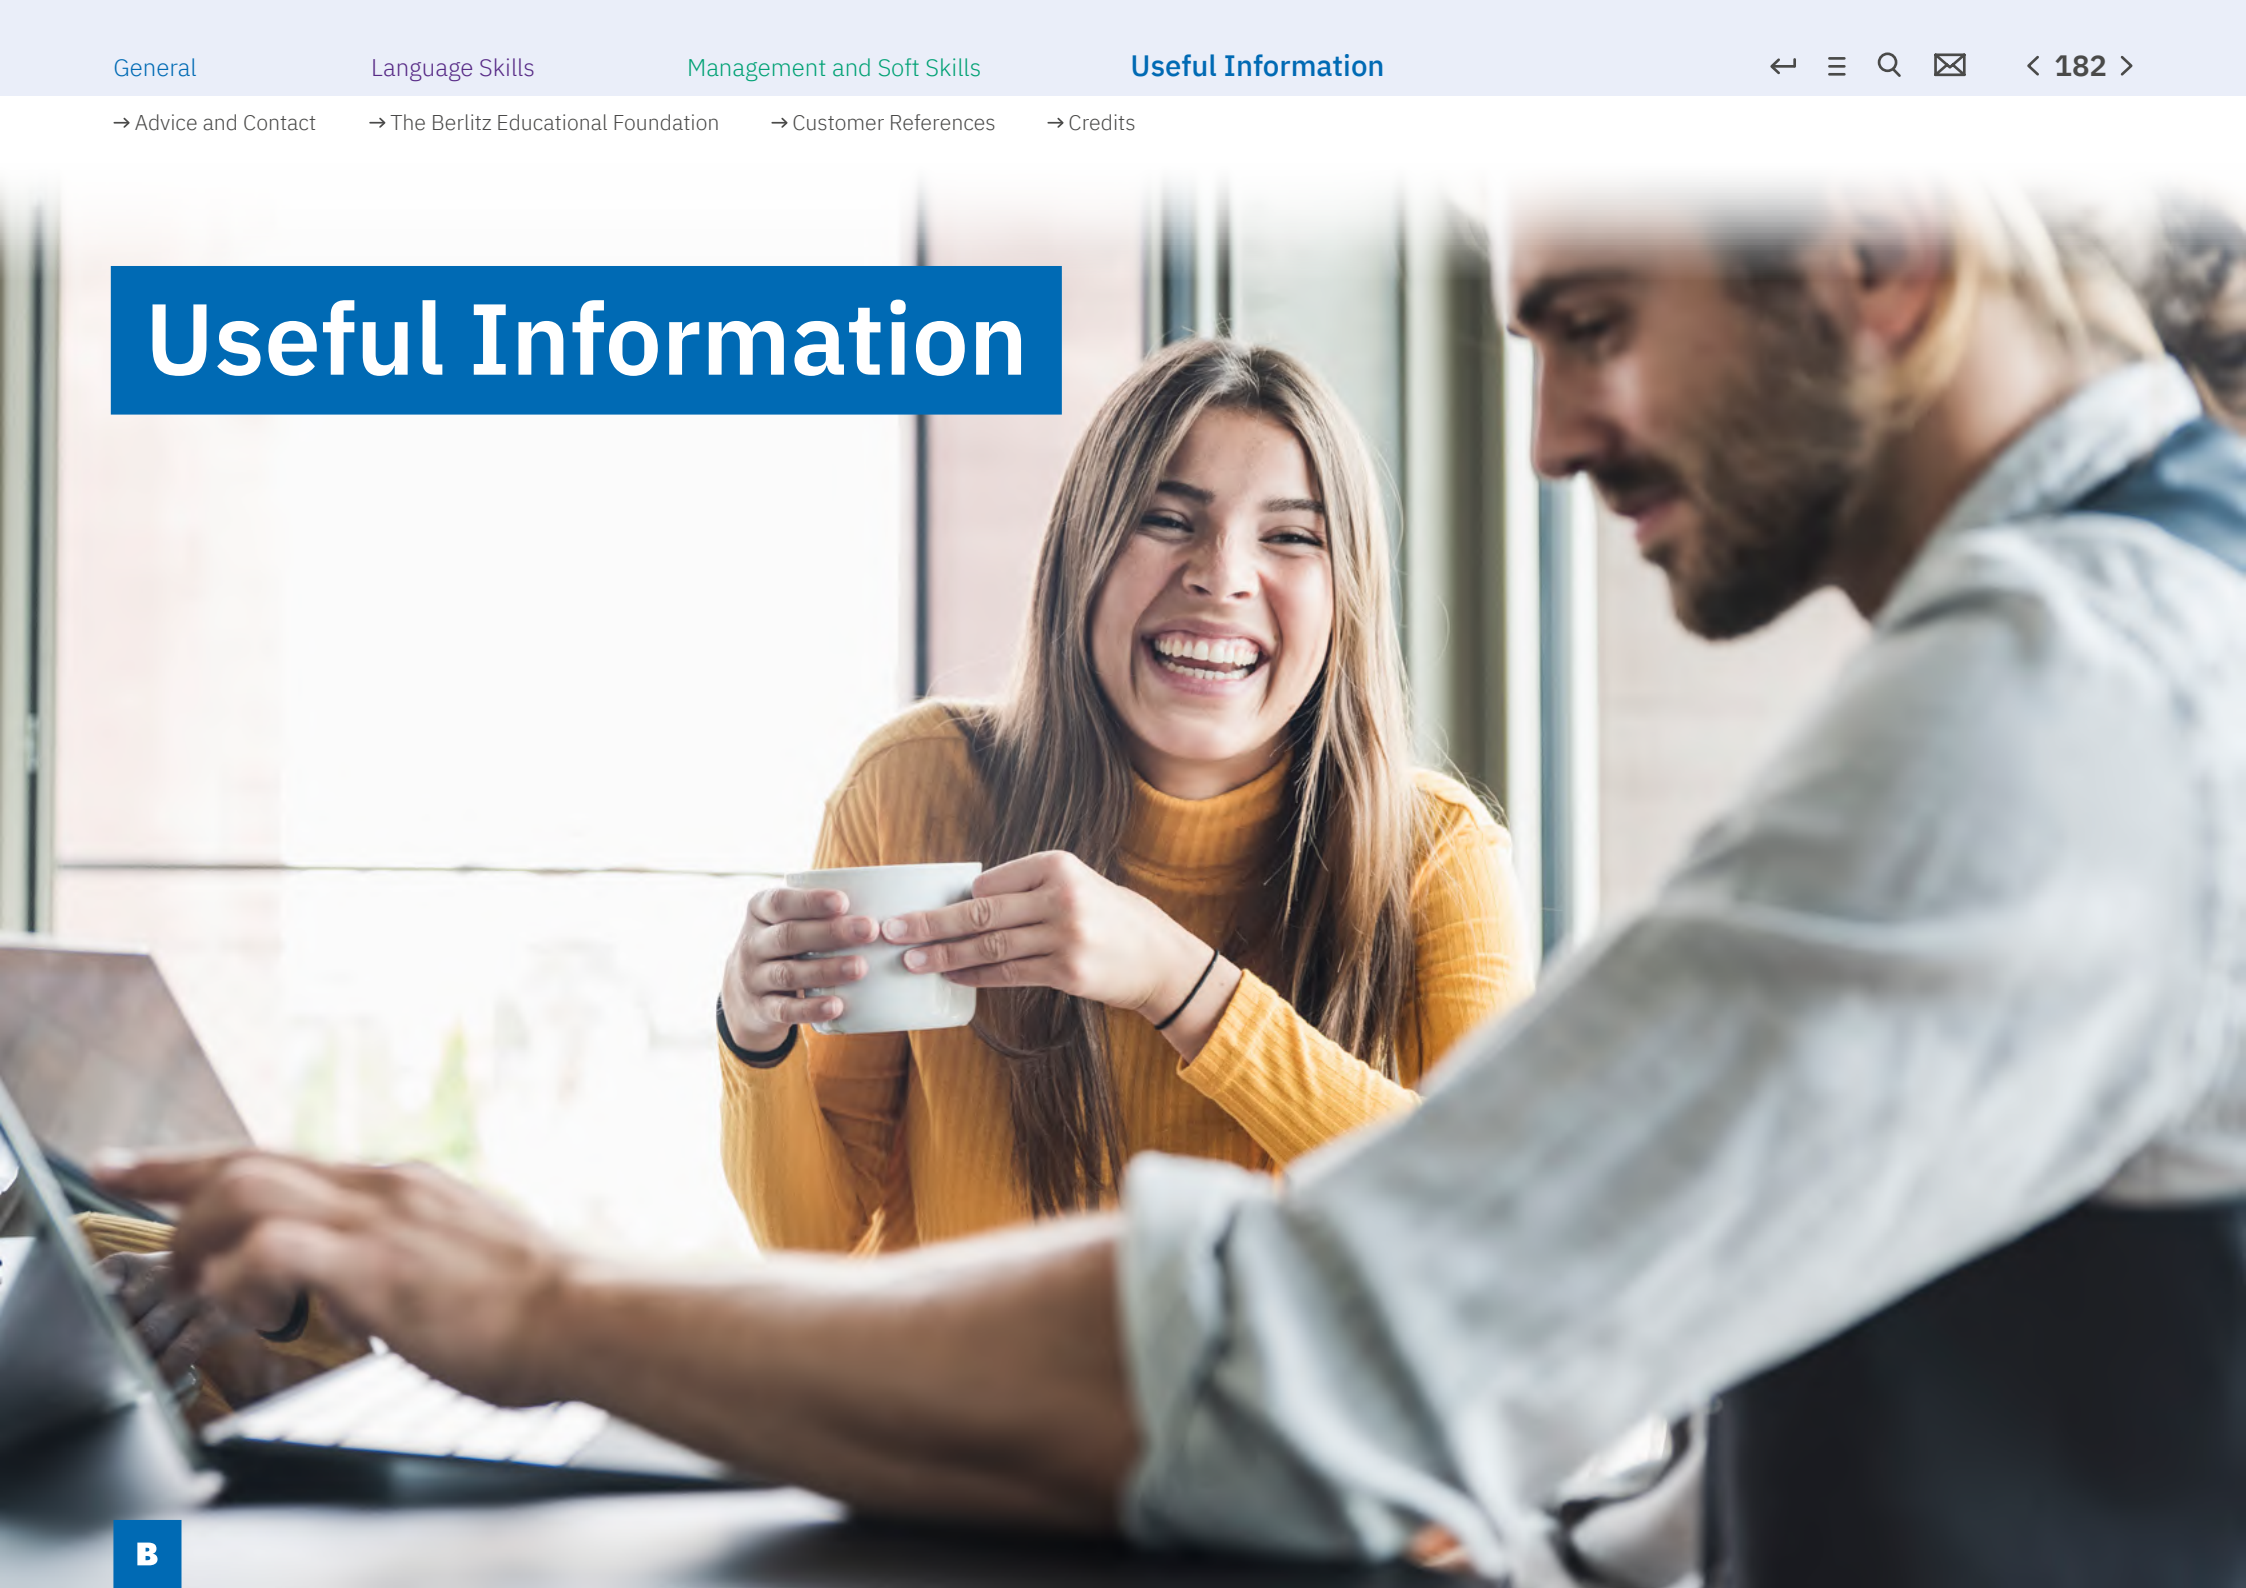 General Language Skills Management and Soft Skills Useful Information 182
→ Advice and Contact → The Berlitz Educational Foundation → Customer References → Credits
Useful Information
B